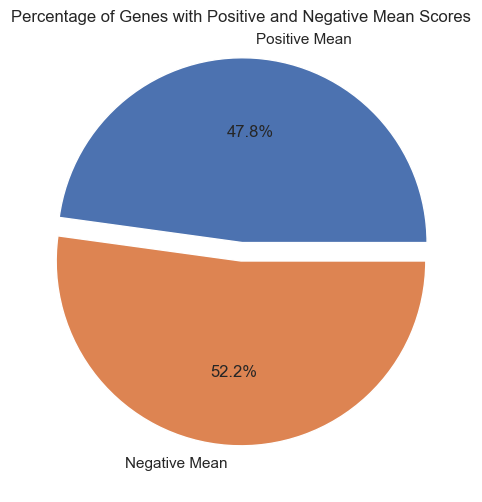 Percentage of Genes with Positive and Negative Mean Scores
Positive Mean
47.8%
52.2%
Negative Mean